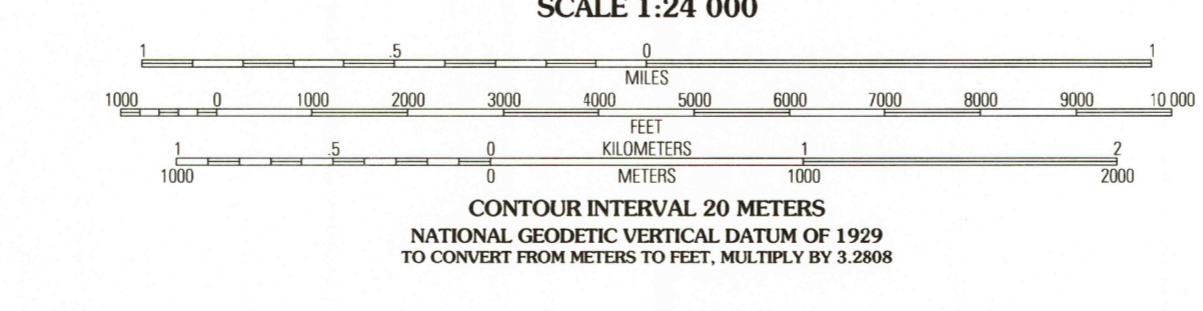 SCALE 1:24 000
1 .5 0 1
MILES
1000 0 1000 2000 3000 4000 5000 6000 7000 8000 9000 10 000
FEET
1 .5 0 KILOMETERS 1 2
1000 0 METERS 1000 2000
CONTOUR INTERVAL 20 METERS
NATIONAL GEODETIC VERTICAL DATUM OF 1929
TO CONVERT FROM METERS TO FEET, MULTIPLY BY 3.2808